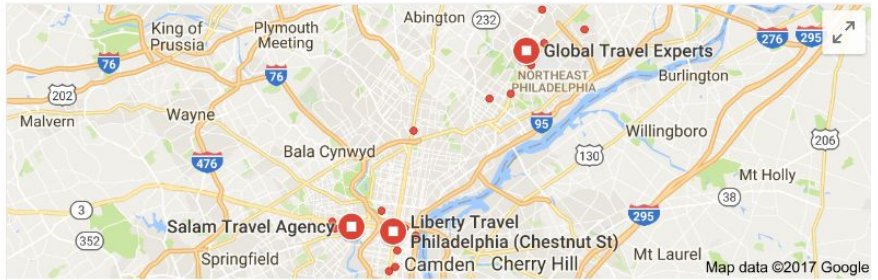 Abington
232
King of
Prussia
Plymouth
Meeting
276
295
Global Travel Experts
76
76
NORTHEAST
PHILADELPHIA
Burlington
202
Malvern
Wayne
95
Willingboro
206
Bala Cynwyd
476
130
Mt Holly
38
3
Salam Travel Agency
Liberty Travel
Philadelphia (Chestnut St)
295
352
Springfield
Camden
Cherry Hill
Mt Laurel
Map data ©2017 Google